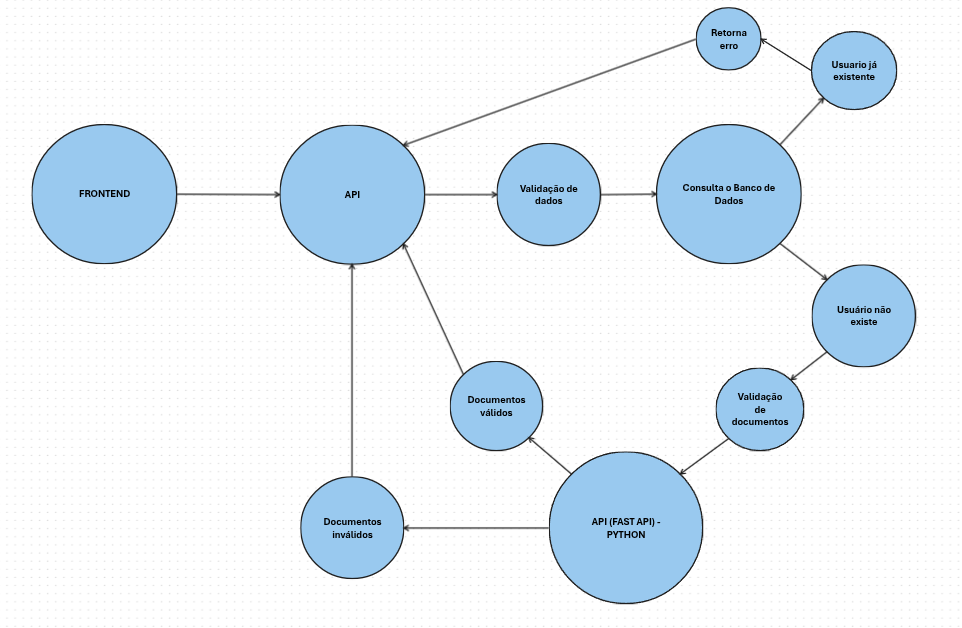 Retorna
erro
Usuario já
existente
FRONTEND
API
Validação de
dados
Consulta o Banco de
Dados
Usuário não
existe
Validação
de
documentos
Documentos
válidos
Documentos
inválidos
API (FAST API) -
PYTHON